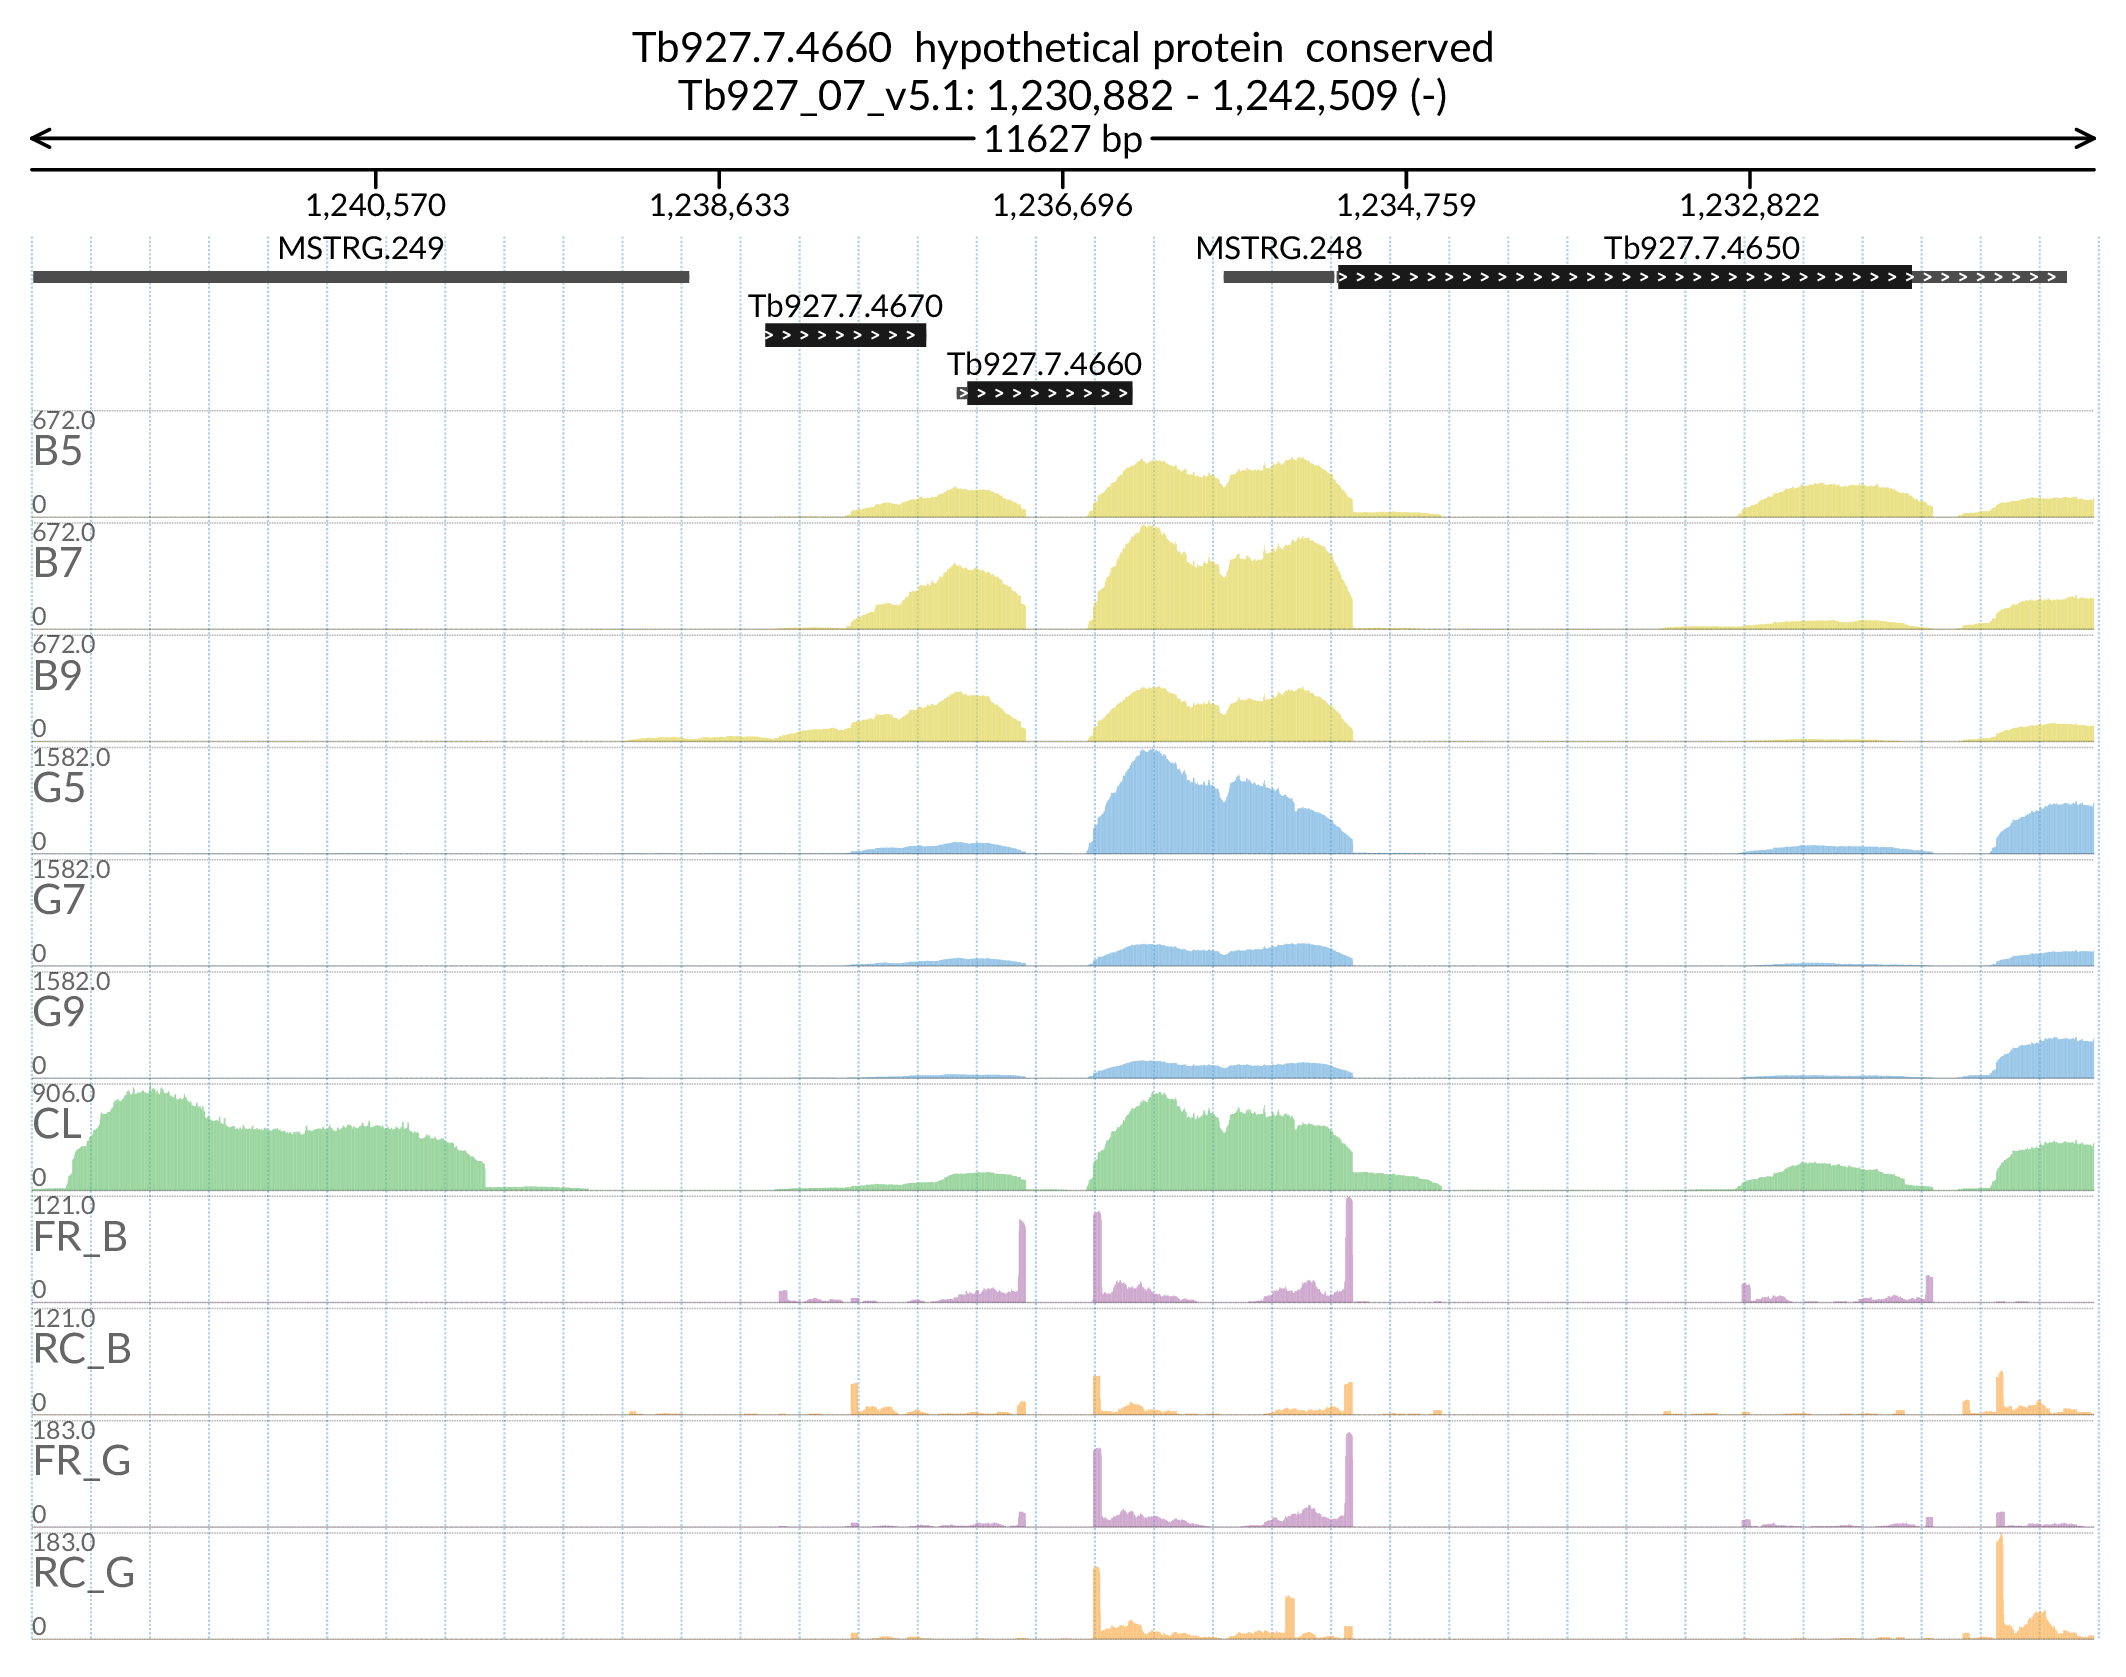 Tb927.7.4660  hypothetical protein  conserved
Tb927_07_v5.1: 1,230,882 - 1,242,509 (-)
11627 bp
1,240,570 1,238,633 1,236,696 1,234,759 1,232,822
MSTRG.249 MSTRG.248 Tb927.7.4650
Tb927.7.4670
Tb927.7.4660
672.0
B5
0
672.0
B7
0
672.0
B9
0
1582.0
G5
0
1582.0
G7
0
1582.0
G9
0
906.0
CL
0
121.0
FR_B
0
121.0
RC_B
0
183.0
FR_G
0
183.0
RC_G
0